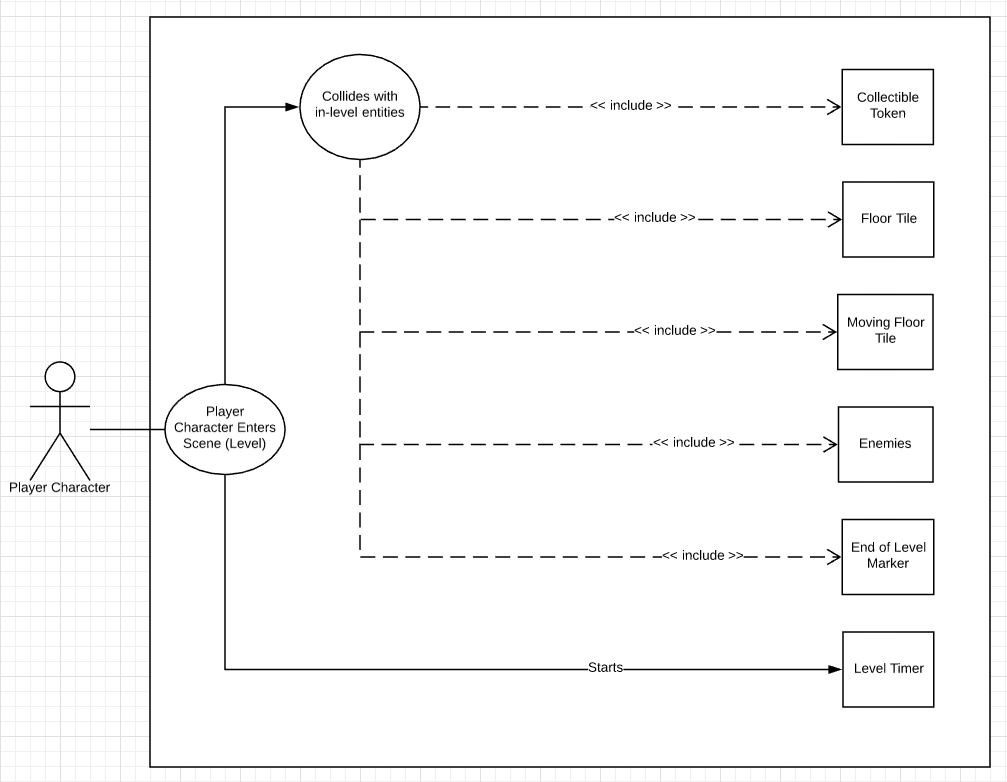 Collides with
in-level entities
<< include >>
Collectible
Token
<< include >>
Floor Tile
<< include >>
Moving Floor
Tile
Player
Character Enters
Scene (Level)
<< include >>
Enemies
Player Character
<< include >>
End of Level
Marker
Starts
Level Timer